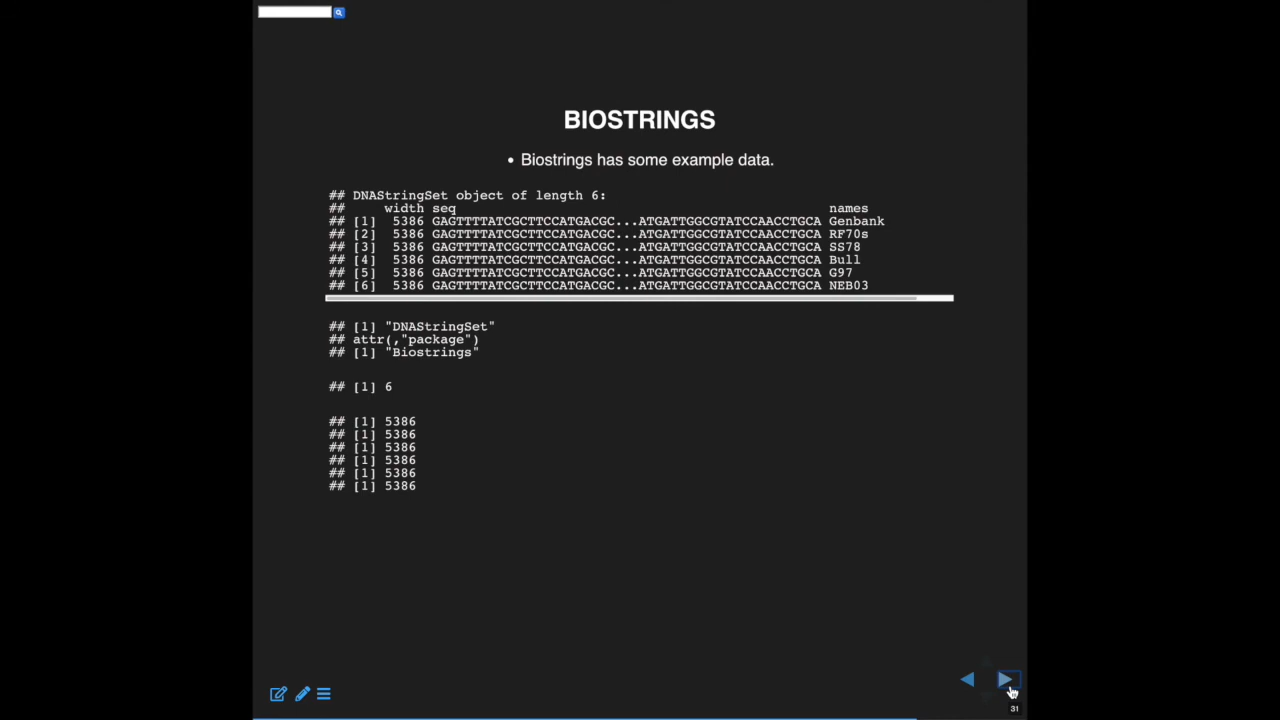 BIOSTRINGS
• Biostrings has some example data.
## DNAStringSet object of length 6:
##     width seq                                               names
## [1]  5386 GAGTTTTATCGCTTCCATGACGC...ATGATTGGCGTATCCAACCTGCA Genbank
## [2]  5386 GAGTTTTATCGCTTCCATGACGC...ATGATTGGCGTATCCAACCTGCA RF70s
## [3]  5386 GAGTTTTATCGCTTCCATGACGC...ATGATTGGCGTATCCAACCTGCA SS78
## [4]  5386 GAGTTTTATCGCTTCCATGACGC...ATGATTGGCGTATCCAACCTGCA Bull
## [5]  5386 GAGTTTTATCGCTTCCATGACGC...ATGATTGGCGTATCCAACCTGCA G97
## [6]  5386 GAGTTTTATCGCTTCCATGACGC...ATGATTGGCGTATCCAACCTGCA NEB03
## [1] "DNAStringSet"
## attr(,"package")
## [1] "Biostrings"
## [1] 6
## [1] 5386
## [1] 5386
## [1] 5386
## [1] 5386
## [1] 5386
## [1] 5386
31